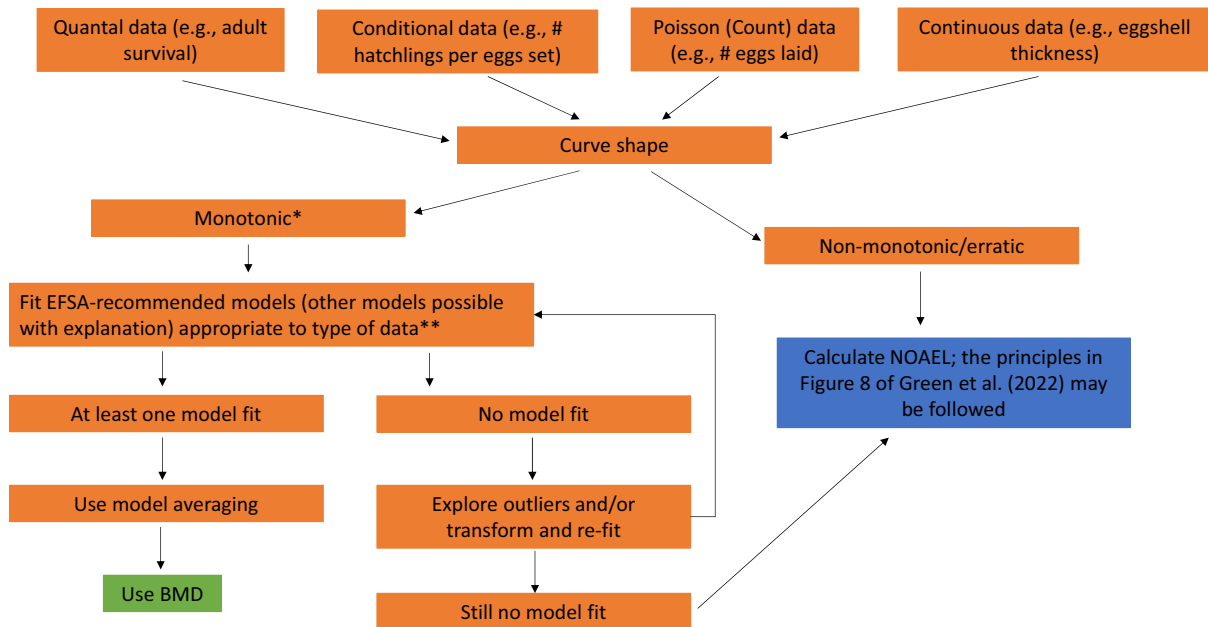 Quantal data (e.g., adult
survival)
Conditional data (e.g., #
hatchlings per eggs set)
Poisson (Count) data
(e.g., # eggs laid)
Continuous data (e.g., eggshell
thickness)
Curve shape
Monotonic*
Non-monotonic/erratic
Fit EFSA-recommended models (other models possible
with explanation) appropriate to type of data**
Calculate NOAEL; the principles in
Figure 8 of Green et al. (2022) may
be followed
At least one model fit
No model fit
Use model averaging
Explore outliers and/or
transform and re-fit
Use BMD
Still no model fit